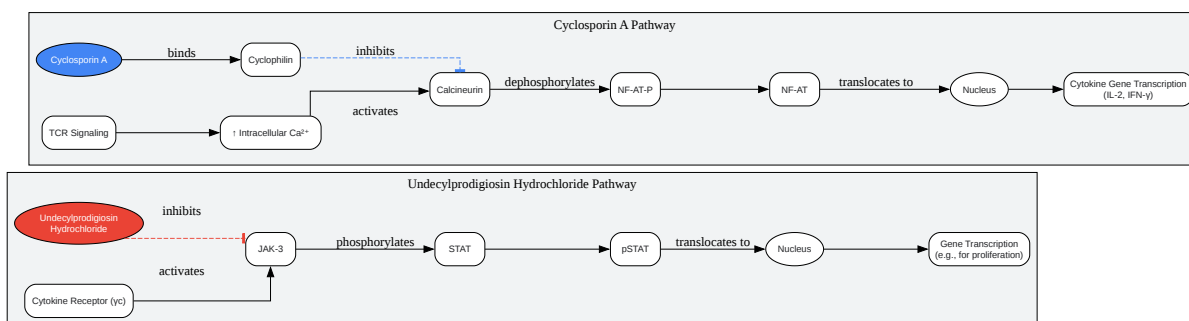 Cyclosporin A Pathway
Cyclosporin A
binds
Cyclophilin
inhibits
Calcineurin
dephosphorylates
NF-AT-P
NF-AT
translocates to
Nucleus
Cytokine Gene Transcription
(IL-2, IFN-γ)
activates
TCR Signaling
↑ Intracellular Ca²⁺
Undecylprodigiosin Hydrochloride Pathway
Undecylprodigiosin
Hydrochloride
inhibits
JAK-3
phosphorylates
STAT
pSTAT
translocates to
Nucleus
Gene Transcription
(e.g., for proliferation)
activates
Cytokine Receptor (γc)